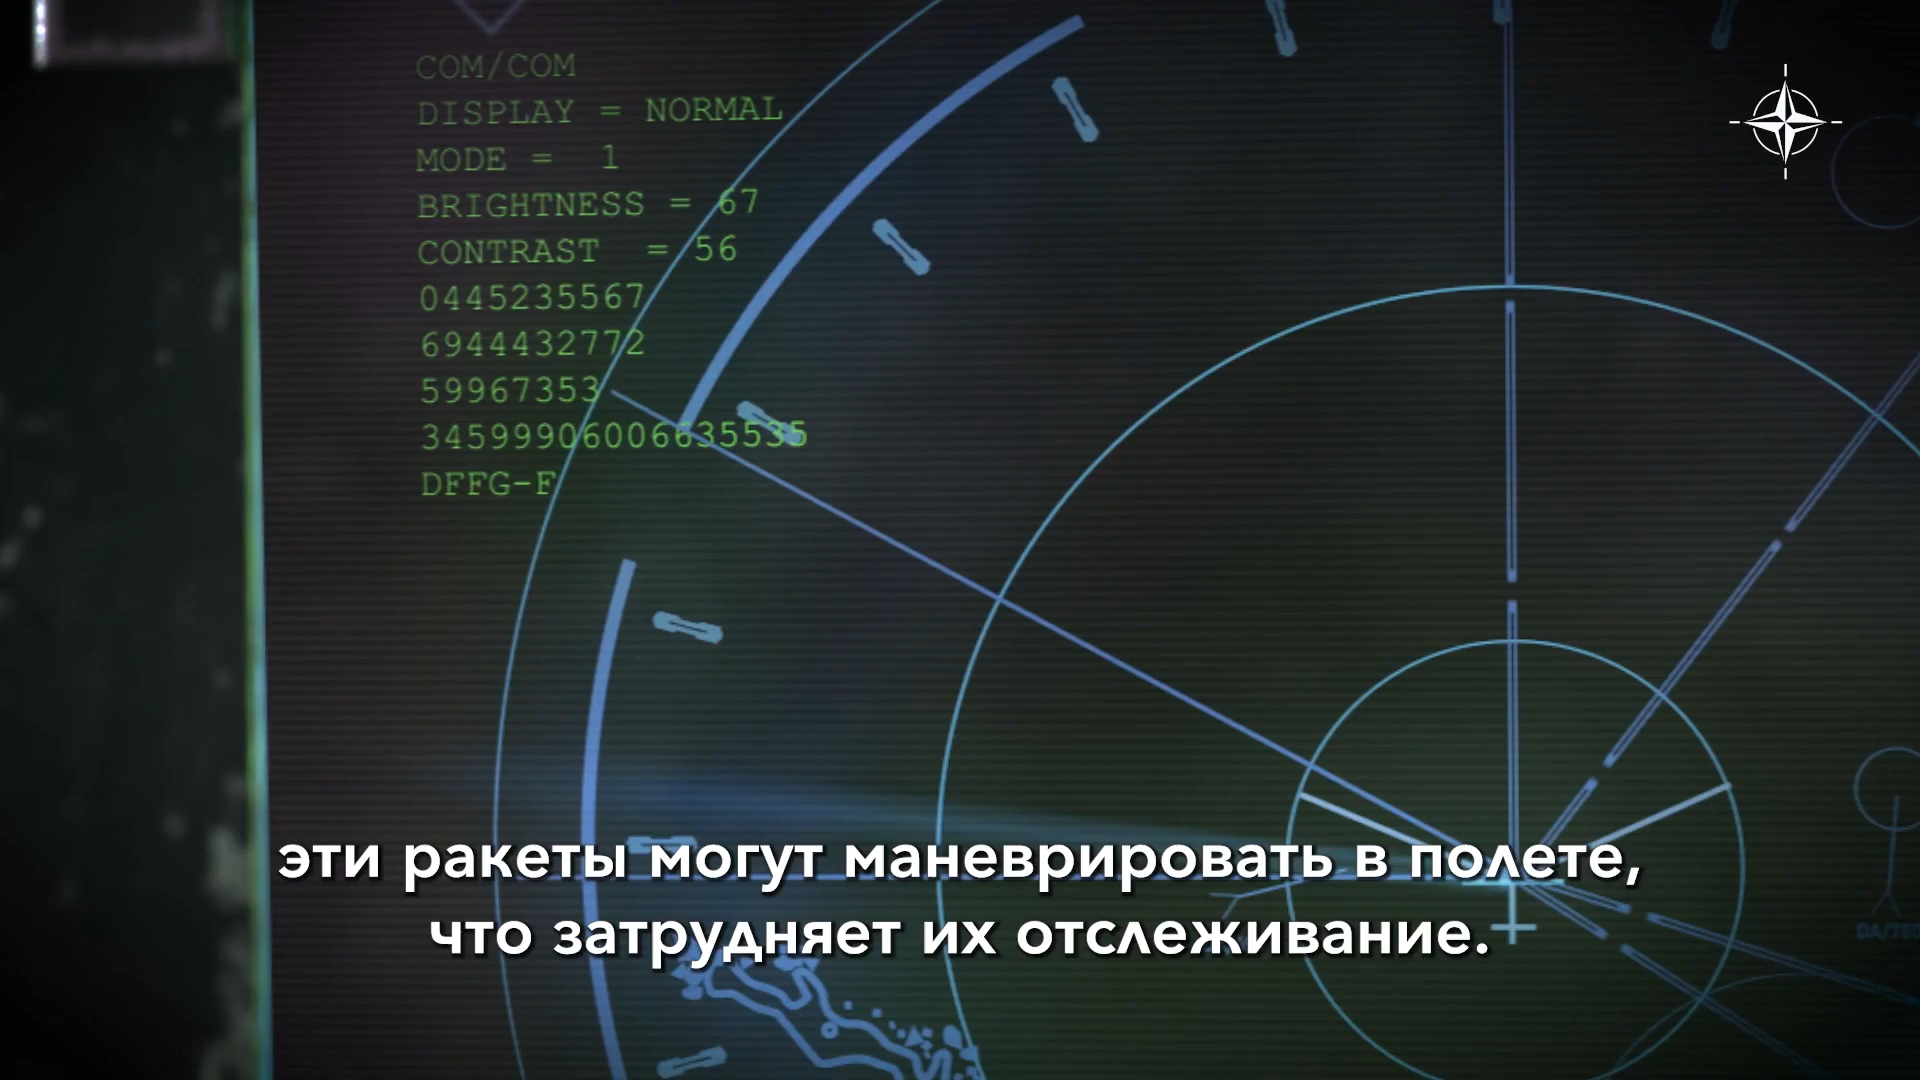 COM/COM
DISPLAY = NORMAL
MODE = 1
BRIGHTNESS = 67
CONTRAST = 56
0445235567
6944432772
59967353
34599906006635535
DFFG-F
эти ракеты могут маневрировать в полете,
что затрудняет их отслеживание.